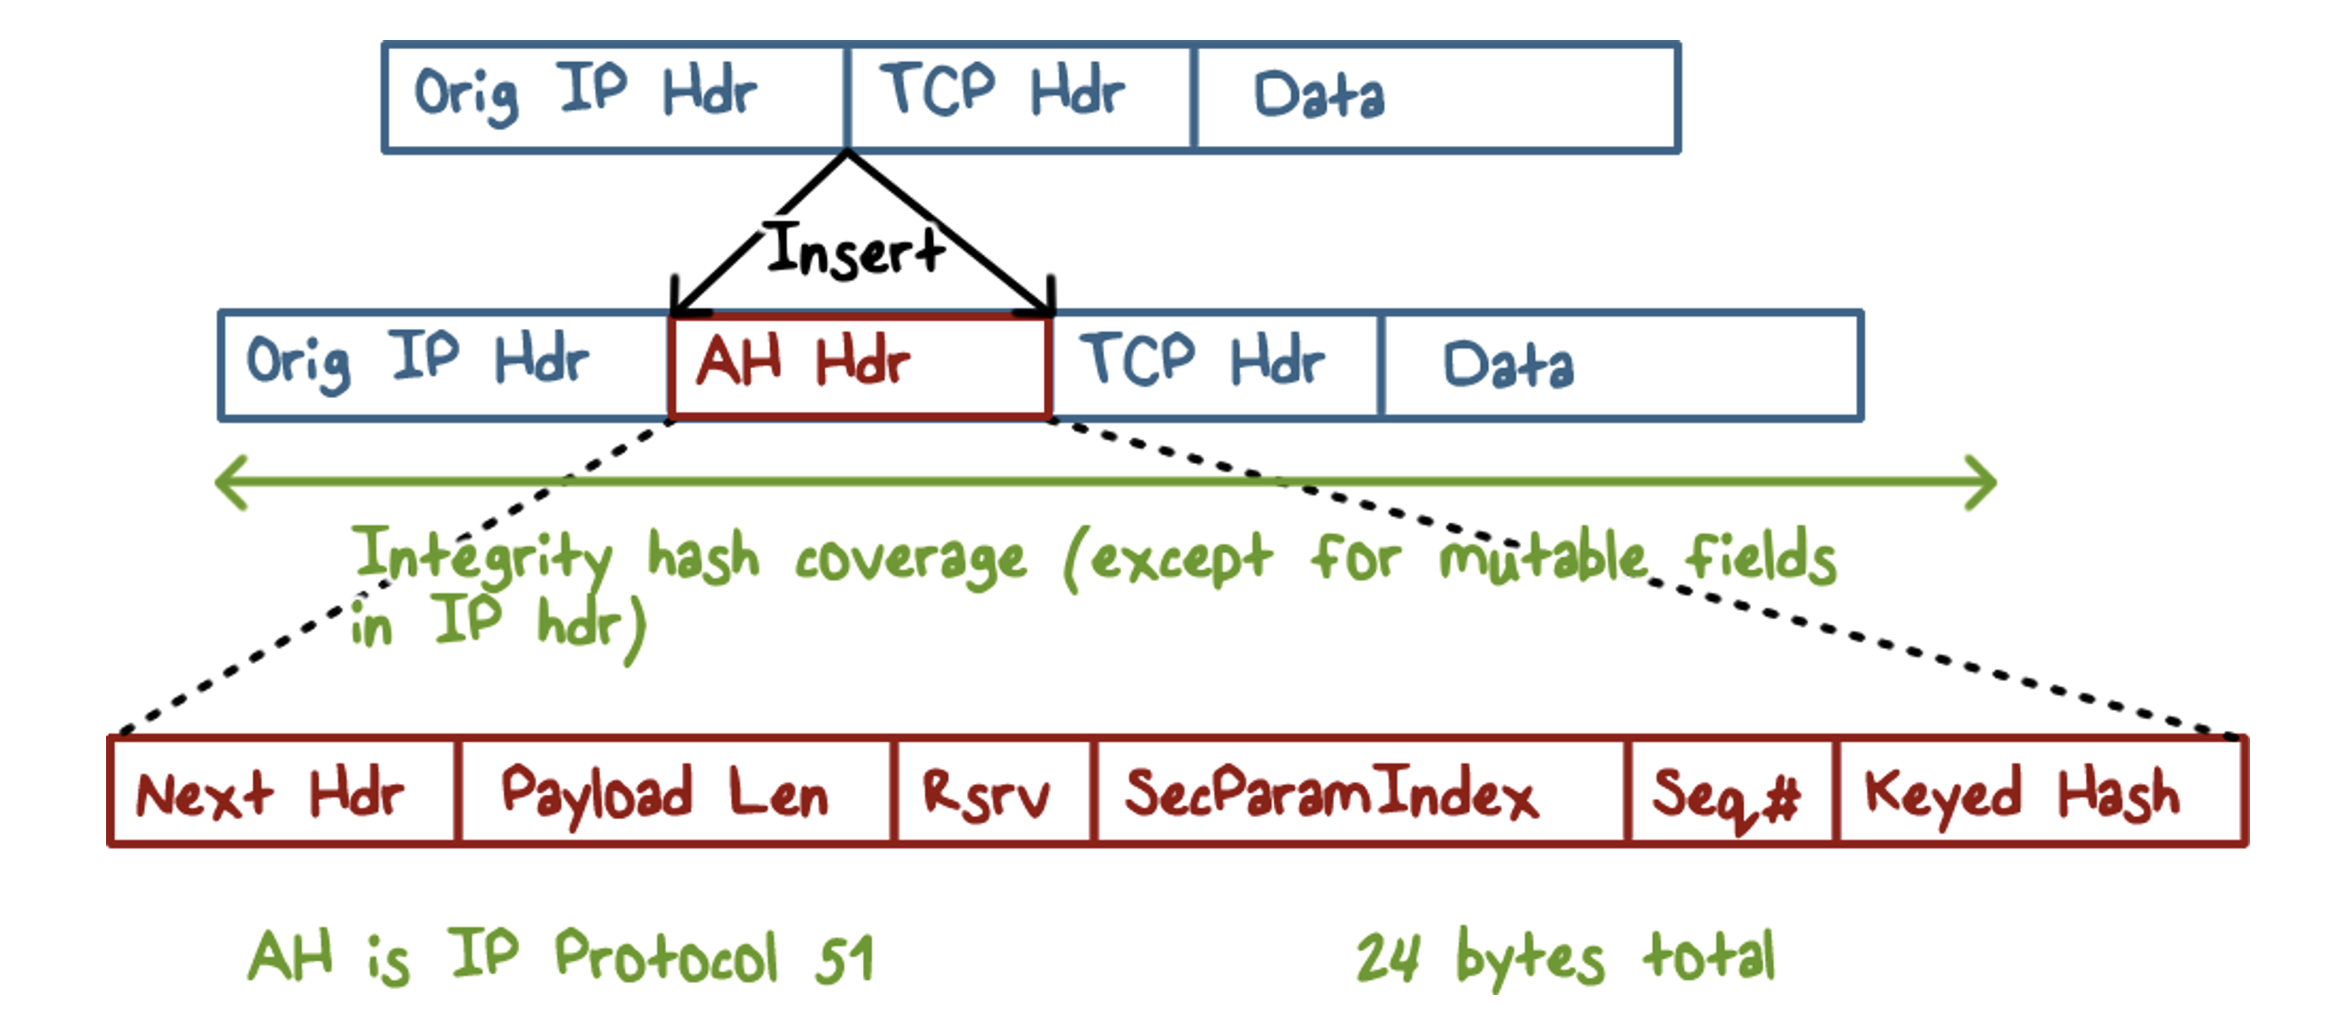 Orig IP Hdr TCP Hdr Data
Insert
Orig IP Hdr AH Hdr TCP Hdr Data
Integrity hash coverage (except for mutable fields
in IP hdr)
Next Hdr Payload Len Rsrv SecParamIndex Seq# Keyed Hash
AH is IP Protocol 51 24 bytes total